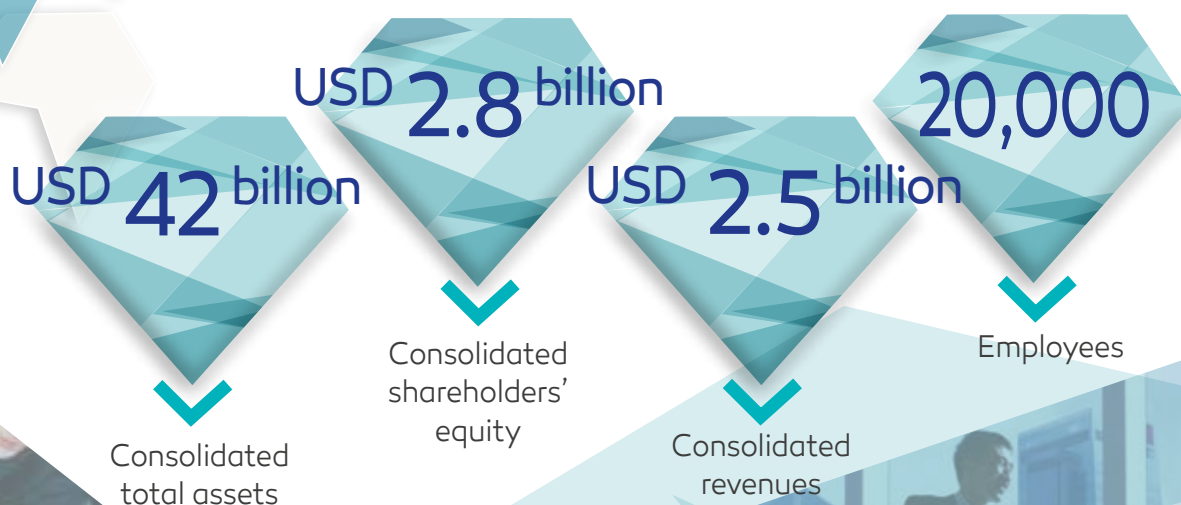 USD 42 billion
Consolidated
total assets
USD 2.8 billion
Consolidated
shareholders’
equity
USD 2.5 billion
Consolidated
revenues
20,000
Employees